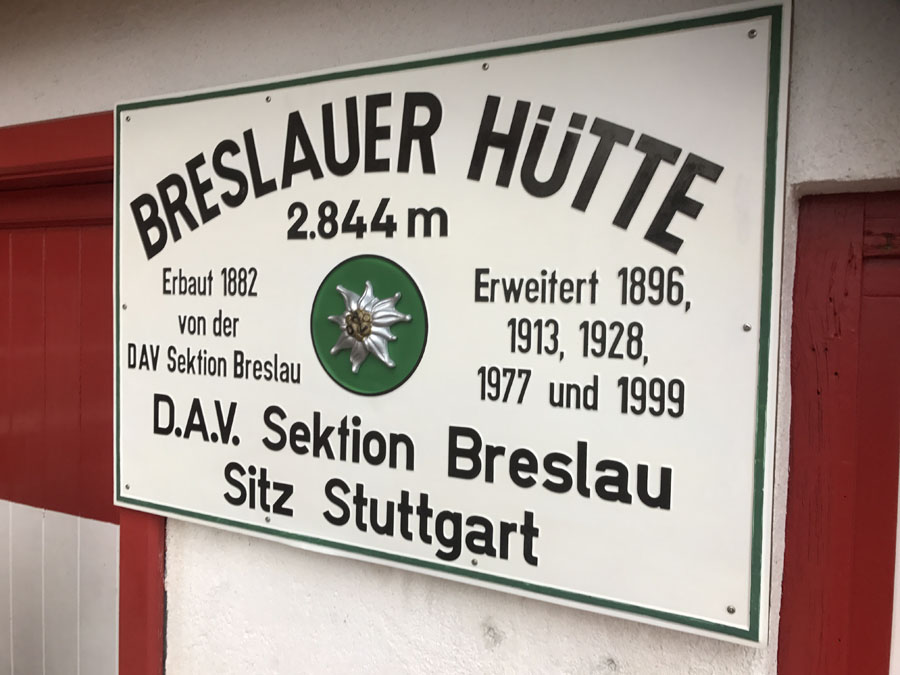 BRESLAUER HÜTTE
2.844 m
Erbaut 1882
von der
DAV Sektion Breslau
Erweitert 1896,
1913, 1928,
1977 und 1999
D.A.V. Sektion Breslau
Sitz Stuttgart